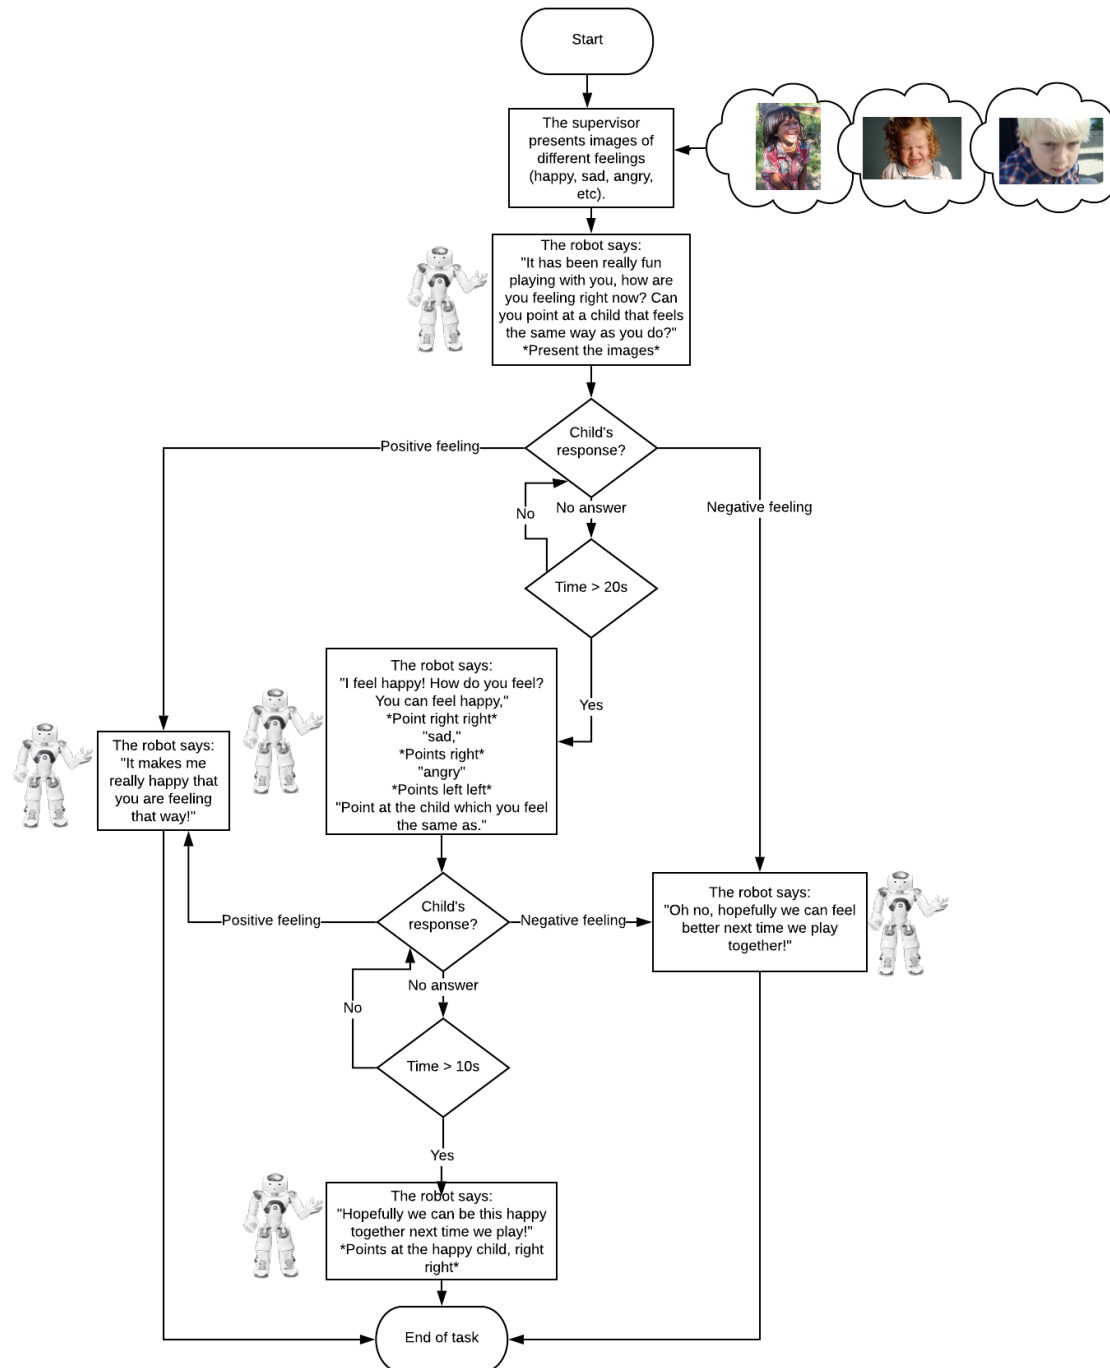 Start
The supervisor
presents images of
different feelings
(happy, sad, angry,
etc).
The robot says:
"It has been really fun
playing with you, how are
you feeling right now? Can
you point at a child that feels
the same way as you do?"
*Present the images*
Child's
response?
Positive feeling
Negative feeling
No answer
No
Time > 20s
Yes
The robot says:
"I feel happy! How do you feel?
You can feel happy,"
*Point right right*
"sad,"
*Points right*
"angry"
*Points left left*
"Point at the child which you feel
the same as."
The robot says:
"It makes me
really happy that
you are feeling
that way!"
Child's
response?
Positive feeling
Negative feeling
The robot says:
"Oh no, hopefully we can feel
better next time we play
together!"
No answer
No
Time > 10s
Yes
The robot says:
"Hopefully we can be this happy
together next time we play!"
*Points at the happy child, right
right*
End of task